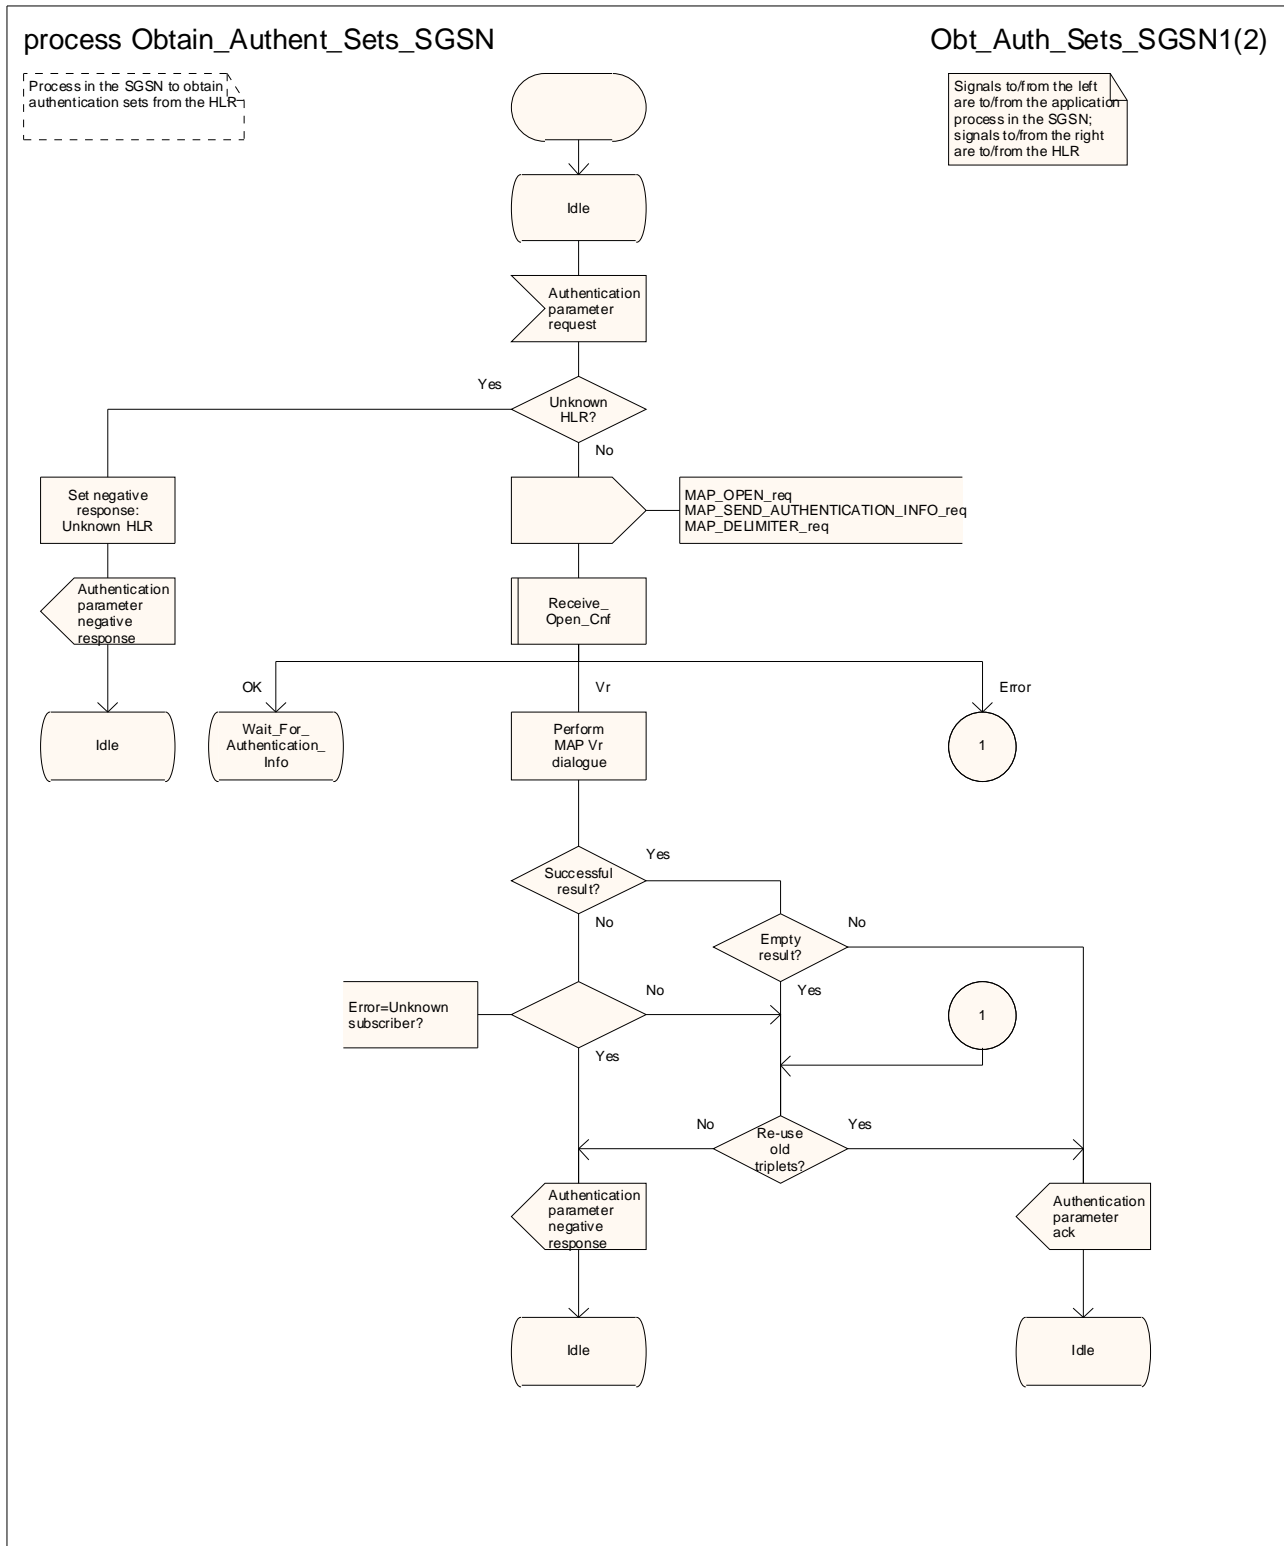 process Obtain_Authent_Sets_SGSN
Obt_Auth_Sets_SGSN1(2)
Process in the SGSN to obtain
authentication sets from the HLR
Signals to/from the left
are to/from the application
process in the SGSN;
signals to/from the right
are to/from the HLR
Idle
Authentication
parameter
request
Yes
Unknown
HLR?
No
Set negative
response:
Unknown HLR
MAP_OPEN_req
MAP_SEND_AUTHENTICATION_INFO_req
MAP_DELIMITER_req
Authentication
parameter
negative
response
Receive_
Open_Cnf
OK
Vr
Error
Idle
Wait_For_
Authentication_
Info
Perform
MAP Vr
dialogue
1
Successful
result?
Yes
No
Empty
result?
No
Yes
Error=Unknown
subscriber?
No
Yes
1
No
Re-use
old
triplets?
Yes
Authentication
parameter
negative
response
Authentication
parameter
ack
Idle
Idle